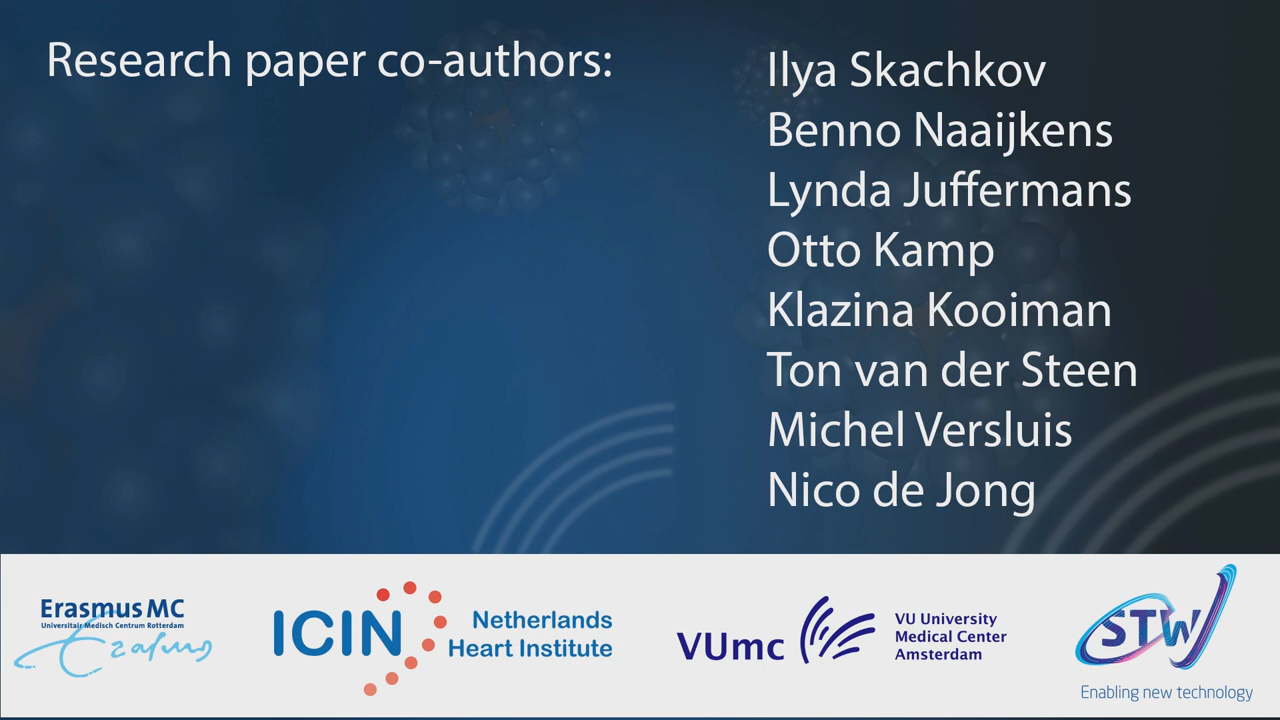 Research paper co-authors:
Ilya Skachkov
Benno Naaijkens
Lynda Juffermans
Otto Kamp
Klazina Kooiman
Ton van der Steen
Michel Versluis
Nico de Jong
Erasmus MC
Universitair Medisch Centrum Rotterdam
Erasmus
ICIN
Netherlands
Heart Institute
VUmc
VU University
Medical Center
Amsterdam
STW
Enabling new technology